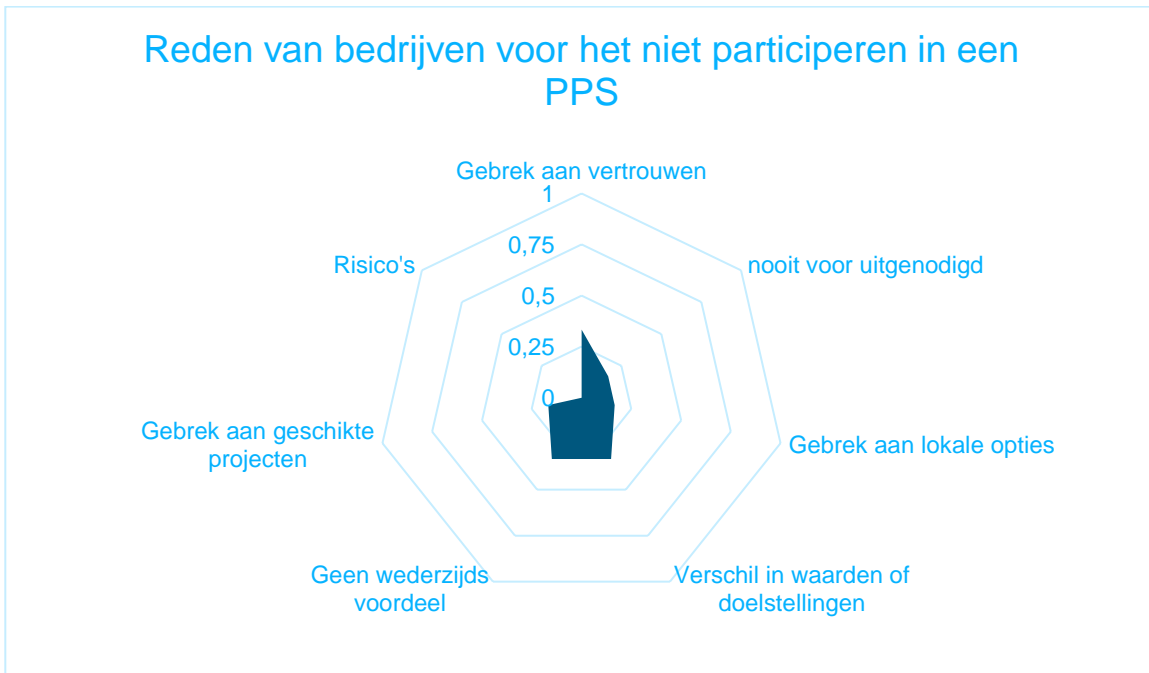 Reden van bedrijven voor het niet participeren in een
PPS
Gebrek aan vertrouwen
1
0,75
0,5
0,25
0
nooit voor uitgenodigd
Gebrek aan lokale opties
Verschil in waarden of
doelstellingen
Geen wederzijds
voordeel
Gebrek aan geschikte
projecten
Risico's